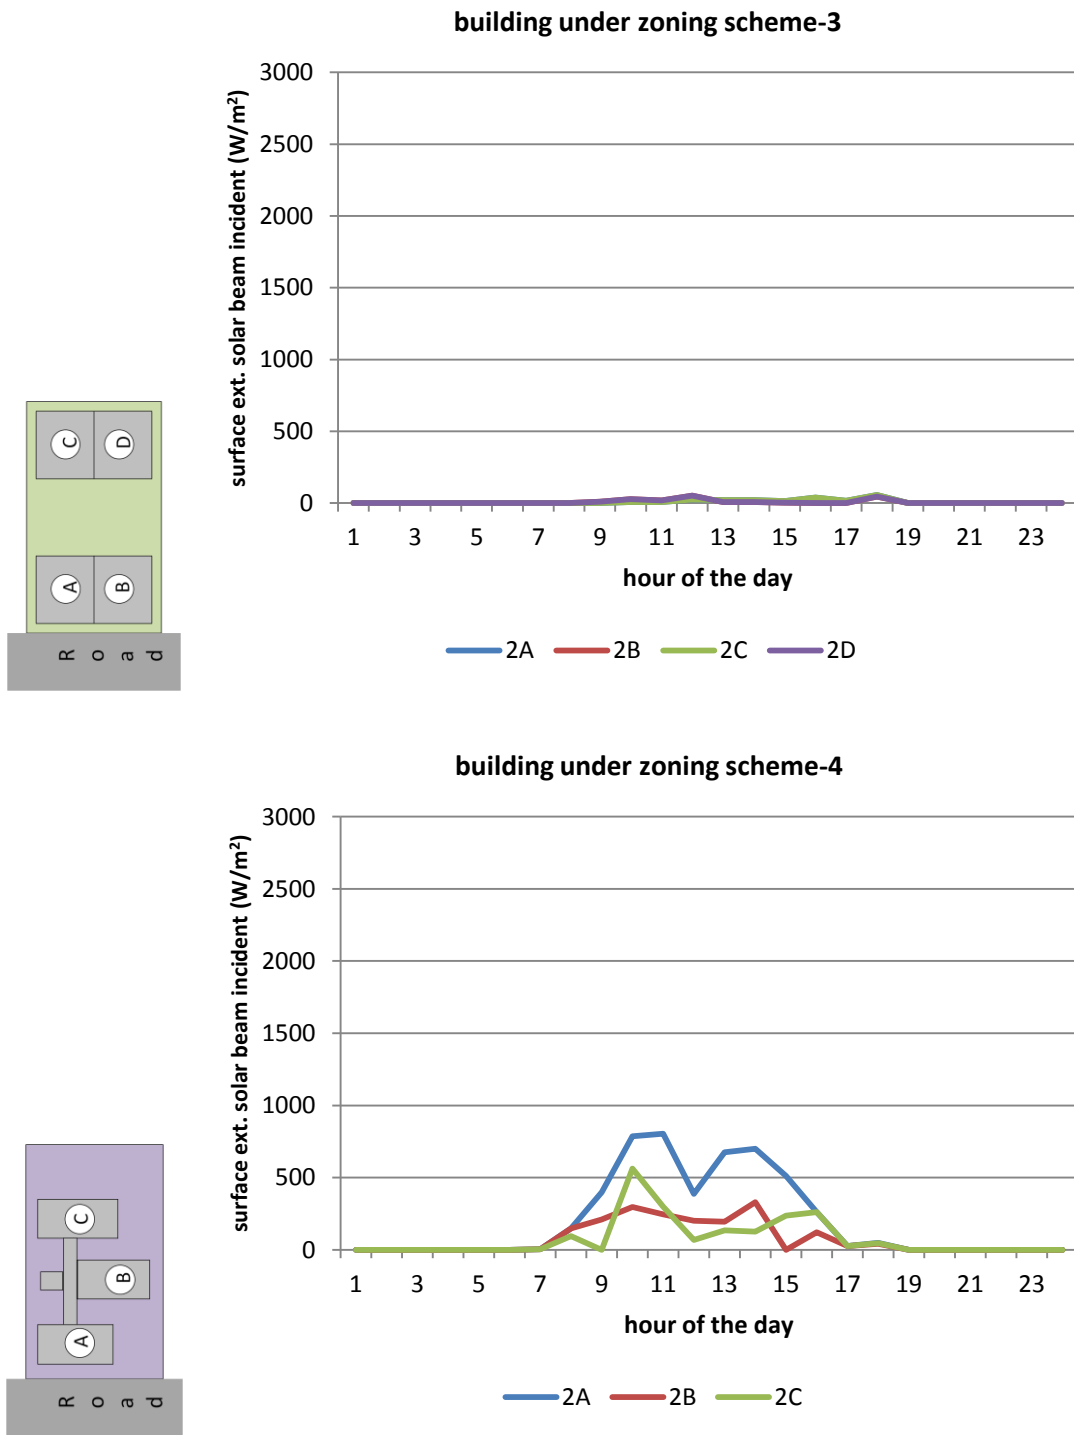 building under zoning scheme-3
surface ext. solar beam incident (W/m²)
3000
2500
2000
1500
1000
500
0
1 3 5 7 9 11 13 15 17 19 21 23
hour of the day
2A 2B 2C 2D
C D
A B
Road
building under zoning scheme-4
surface ext. solar beam incident (W/m²)
3000
2500
2000
1500
1000
500
0
1 3 5 7 9 11 13 15 17 19 21 23
hour of the day
2A 2B 2C
C
B
A
Road